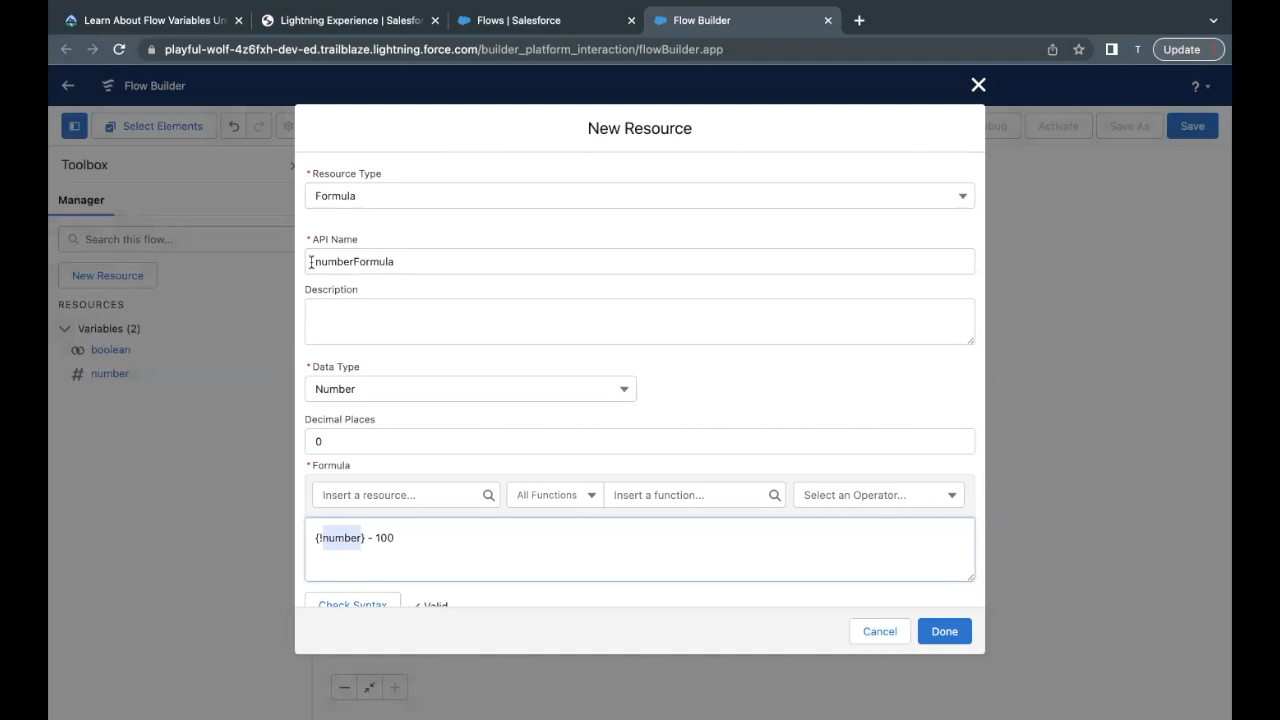 Learn About Flow Variables Un
Lightning Experience | Salesfor
Flows | Salesforce
Flow Builder
playful-wolf-4z6fxh-dev-ed.trailblaze.lightning.force.com/builder_platform_interaction/flowBuilder.app
T
Update
Flow Builder
?
Select Elements
Activate
Save As
Save
Toolbox
Manager
Search this flow...
New Resource
RESOURCES
Variables (2)
boolean
number
New Resource
* Resource Type
Formula
* API Name
numberFormula
Description
* Data Type
Number
Decimal Places
0
* Formula
Insert a resource...
All Functions
Insert a function...
Select an Operator...
{!number} - 100
Check Syntax
Valid
Cancel
Done